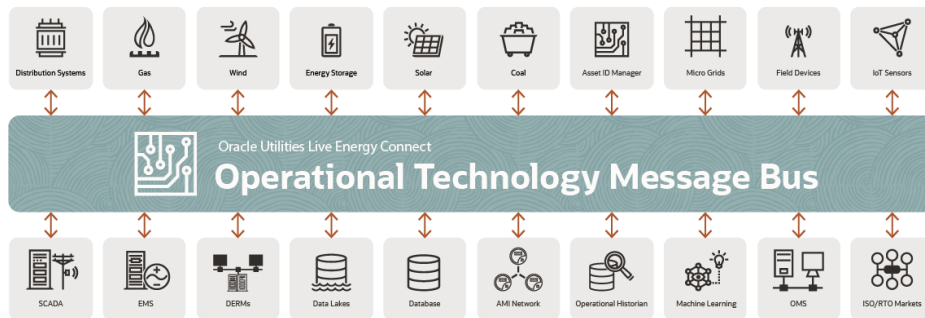 Distribution Systems
Gas
Wind
Energy Storage
Solar
Coal
Asset ID Manager
Micro Grids
Field Devices
IoT Sensors
Oracle Utilities Live Energy Connect
Operational Technology Message Bus
SCADA
EMS
DERMs
Data Lakes
Database
AMI Network
Operational Historian
Machine Learning
OMS
ISO/RTO Markets